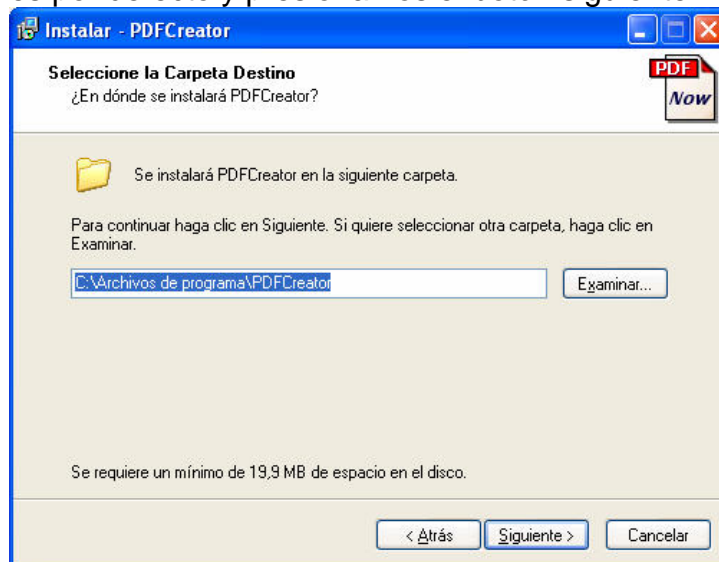 Instalar - PDFCreator
Seleccione la Carpeta Destino
¿En dónde se instalará PDFCreator?
PDF
Now
Se instalará PDFCreator en la siguiente carpeta.
Para continuar haga clic en Siguiente. Si quiere seleccionar otra carpeta, haga clic en
Examinar.
C:\Archivos de programa\PDFCreator
Examinar...
Se requiere un mínimo de 19,9 MB de espacio en el disco.
< Atrás
Siguiente >
Cancelar